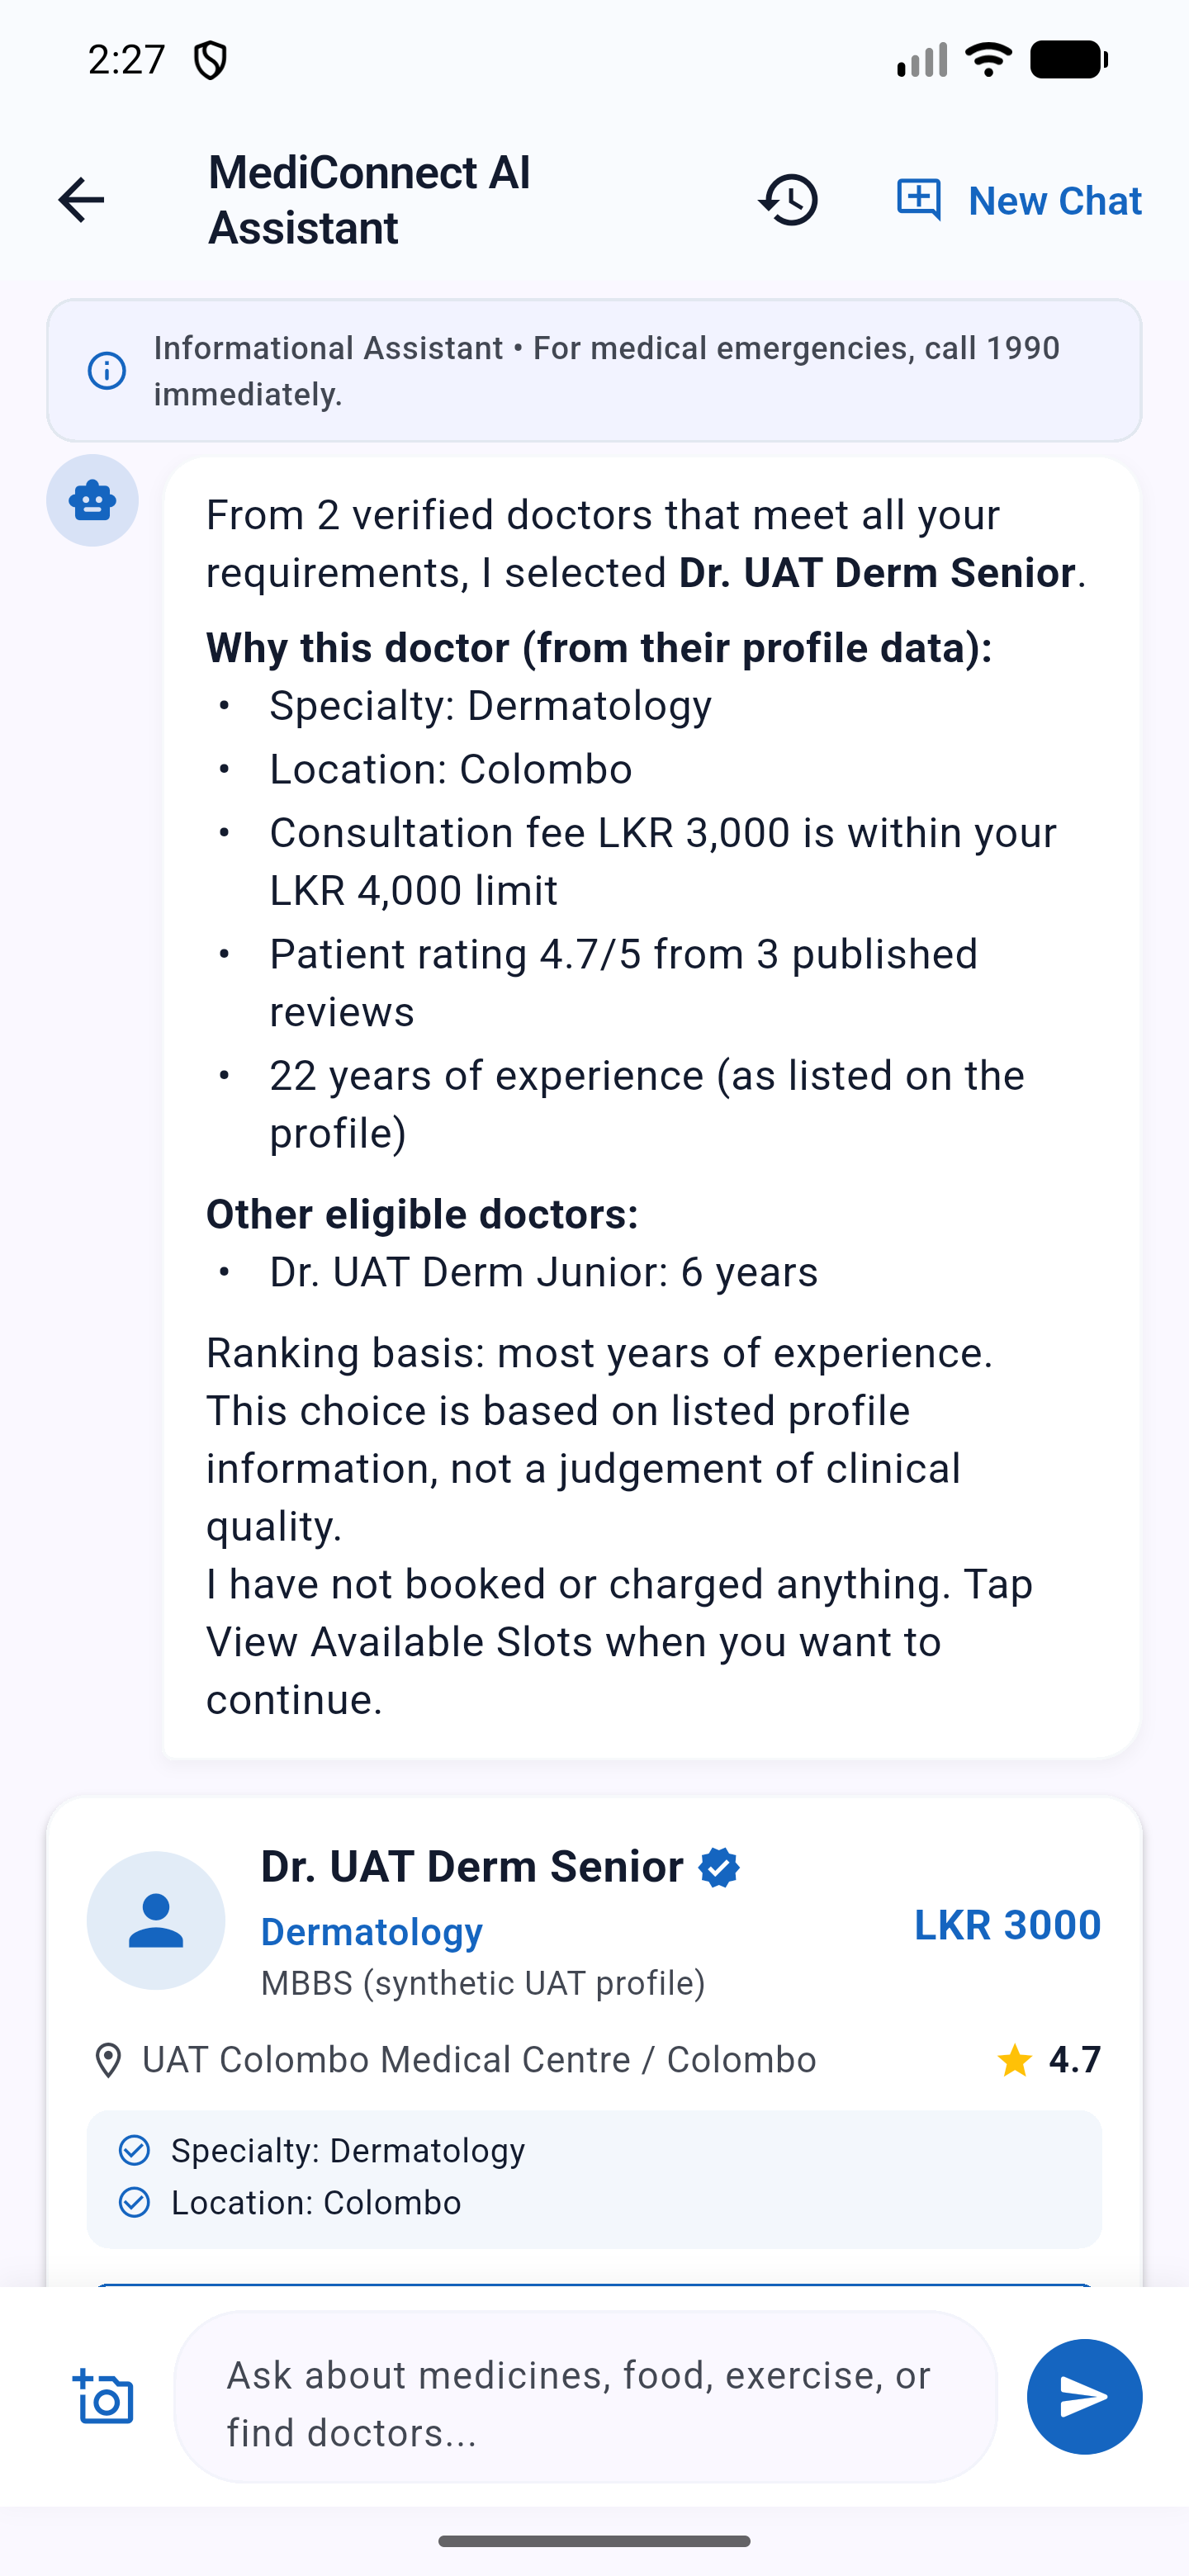 2:27
MediConnect AI
Assistant
New Chat
Informational Assistant • For medical emergencies, call 1990
immediately.
From 2 verified doctors that meet all your
requirements, I selected Dr. UAT Derm Senior.
Why this doctor (from their profile data):
• Specialty: Dermatology
• Location: Colombo
• Consultation fee LKR 3,000 is within your
LKR 4,000 limit
• Patient rating 4.7/5 from 3 published
reviews
• 22 years of experience (as listed on the
profile)
Other eligible doctors:
• Dr. UAT Derm Junior: 6 years
Ranking basis: most years of experience.
This choice is based on listed profile
information, not a judgement of clinical
quality.
I have not booked or charged anything. Tap
View Available Slots when you want to
continue.
Dr. UAT Derm Senior
Dermatology
LKR 3000
MBBS (synthetic UAT profile)
UAT Colombo Medical Centre / Colombo
4.7
Specialty: Dermatology
Location: Colombo
Ask about medicines, food, exercise, or
find doctors...